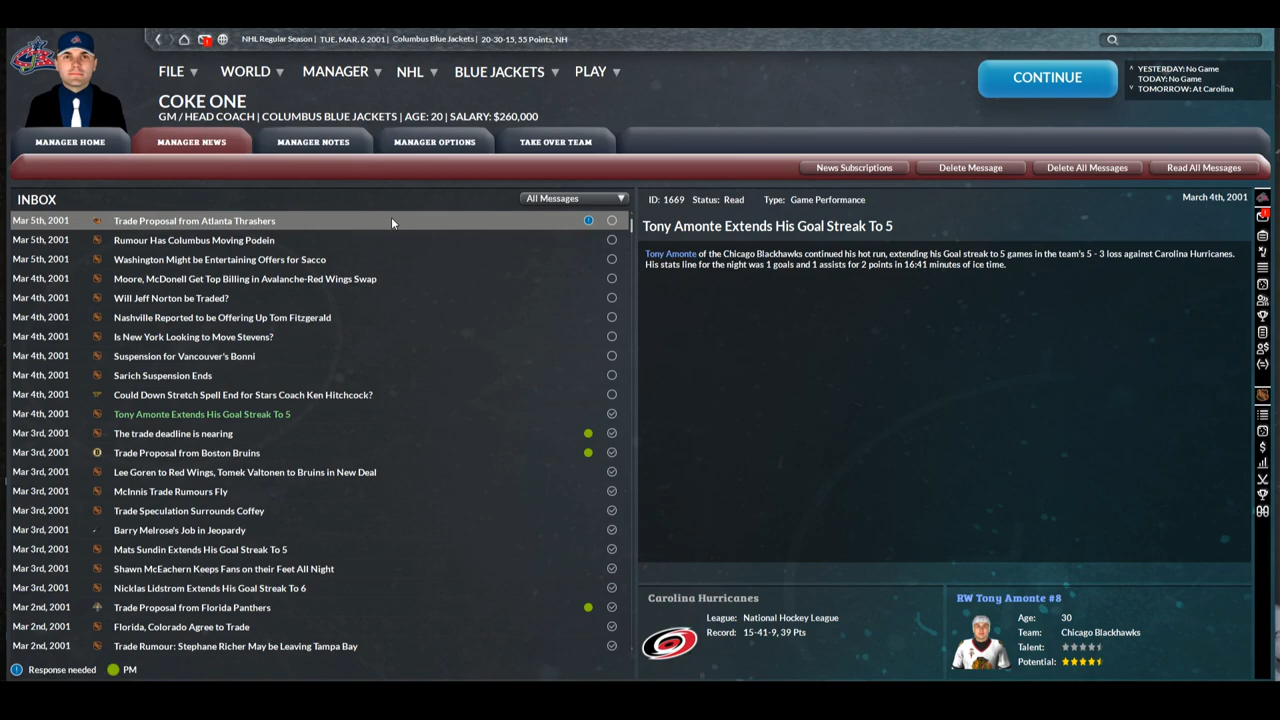 NHL Regular Season | TUE. MAR. 6 2001 | Columbus Blue Jackets | 20-30-15, 55 Points, NH
FILE WORLD MANAGER NHL BLUE JACKETS PLAY
CONTINUE
YESTERDAY: No Game
TODAY: No Game
TOMORROW: At Carolina
COKE ONE
GM / HEAD COACH | COLUMBUS BLUE JACKETS | AGE: 20 | SALARY: $260,000
MANAGER HOME MANAGER NEWS MANAGER NOTES MANAGER OPTIONS TAKE OVER TEAM
News Subscriptions Delete Message Delete All Messages Read All Messages
INBOX All Messages
Mar 5th, 2001 Trade Proposal from Atlanta Thrashers
Mar 5th, 2001 Rumour Has Columbus Moving Podein
Mar 5th, 2001 Washington Might be Entertaining Offers for Sacco
Mar 4th, 2001 Moore, McDonell Get Top Billing in Avalanche-Red Wings Swap
Mar 4th, 2001 Will Jeff Norton be Traded?
Mar 4th, 2001 Nashville Reported to be Offering Up Tom Fitzgerald
Mar 4th, 2001 Is New York Looking to Move Stevens?
Mar 4th, 2001 Suspension for Vancouver's Bonni
Mar 4th, 2001 Sarich Suspension Ends
Mar 4th, 2001 Could Down Stretch Spell End for Stars Coach Ken Hitchcock?
Mar 4th, 2001 Tony Amonte Extends His Goal Streak To 5
Mar 3rd, 2001 The trade deadline is nearing
Mar 3rd, 2001 Trade Proposal from Boston Bruins
Mar 3rd, 2001 Lee Goren to Red Wings, Tomek Valtonen to Bruins in New Deal
Mar 3rd, 2001 McInnis Trade Rumours Fly
Mar 3rd, 2001 Trade Speculation Surrounds Coffey
Mar 3rd, 2001 Barry Melrose's Job in Jeopardy
Mar 3rd, 2001 Mats Sundin Extends His Goal Streak To 5
Mar 3rd, 2001 Shawn McEachern Keeps Fans on their Feet All Night
Mar 3rd, 2001 Nicklas Lidstrom Extends His Goal Streak To 6
Mar 2nd, 2001 Trade Proposal from Florida Panthers
Mar 2nd, 2001 Florida, Colorado Agree to Trade
Mar 2nd, 2001 Trade Rumour: Stephane Richer May be Leaving Tampa Bay
Response needed PM
ID: 1669 Status: Read Type: Game Performance March 4th, 2001
Tony Amonte Extends His Goal Streak To 5
Tony Amonte of the Chicago Blackhawks continued his hot run, extending his Goal streak to 5 games in the team's 5 - 3 loss against Carolina Hurricanes.
His stats line for the night was 1 goals and 1 assists for 2 points in 16:41 minutes of ice time.
Carolina Hurricanes
League: National Hockey League
Record: 15-41-9, 39 Pts
RW Tony Amonte #8
Age: 30
Team: Chicago Blackhawks
Talent:
Potential: